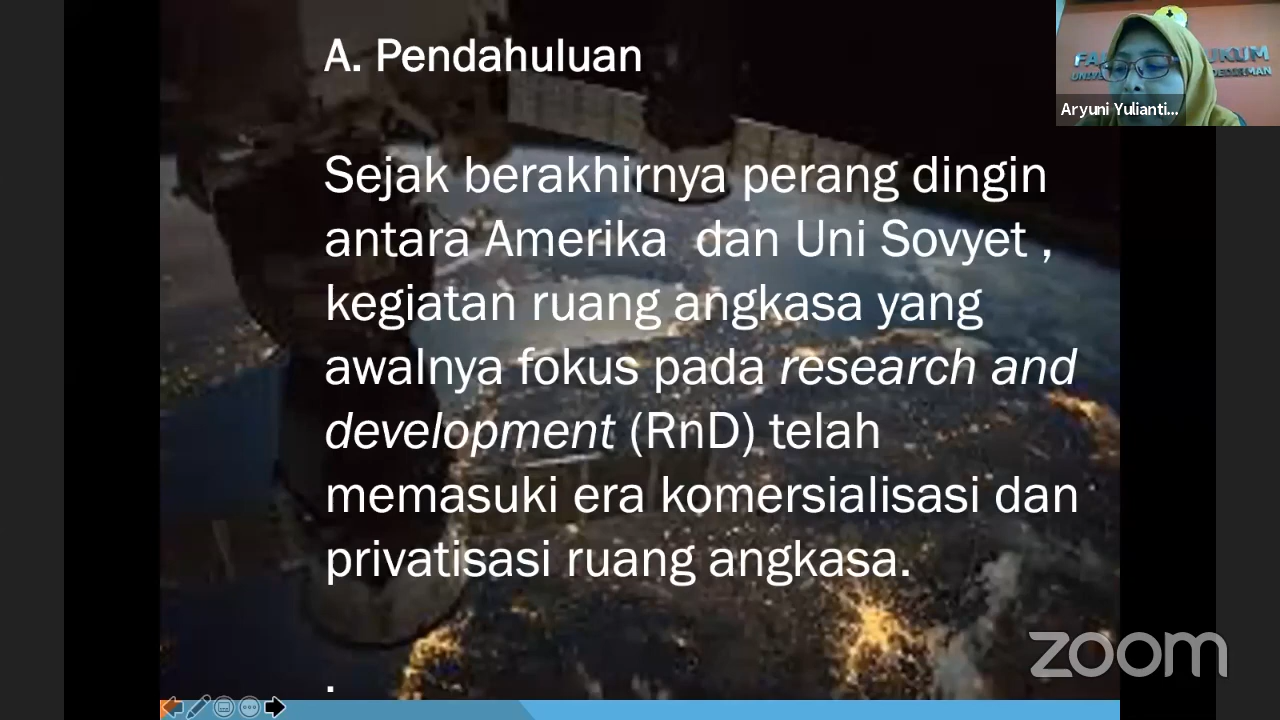 A. Pendahuluan
Sejak berakhirnya perang dingin
antara Amerika  dan Uni Sovyet ,
kegiatan ruang angkasa yang
awalnya fokus pada research and
development (RnD) telah
memasuki era komersialisasi dan
privatisasi ruang angkasa.
.
Aryuni Yulianti...
zoom